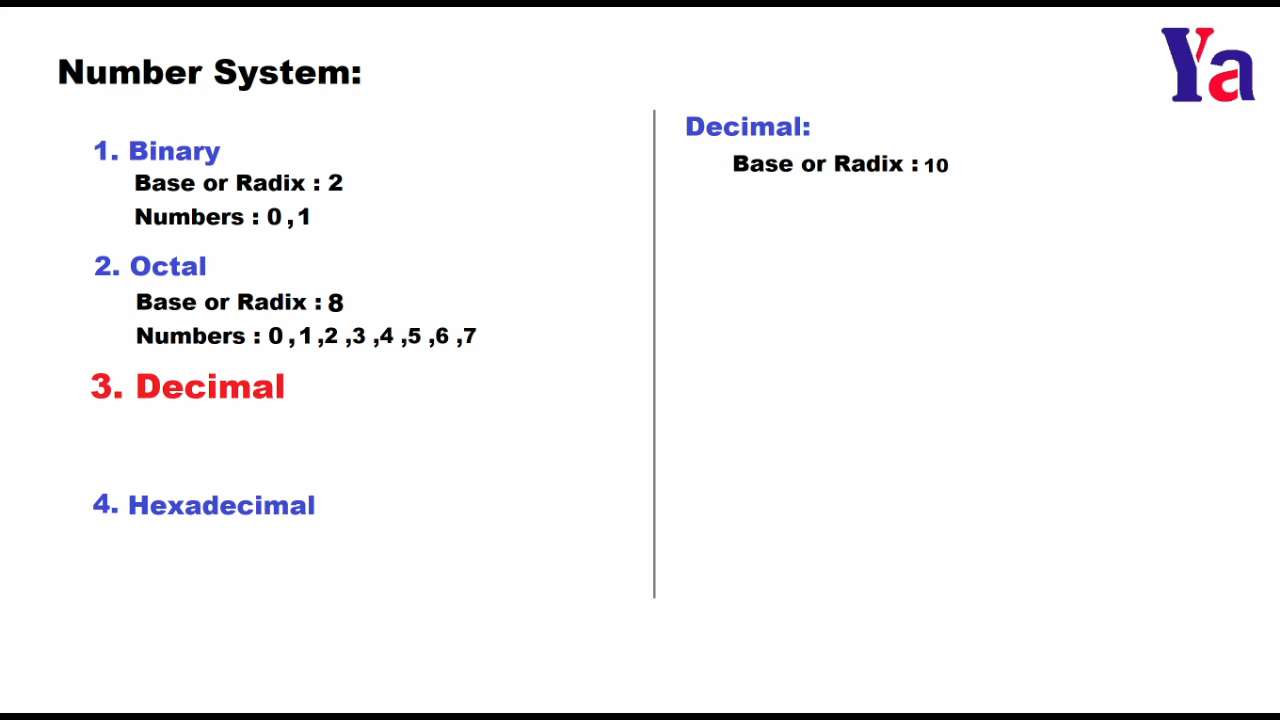 Ya
Number System:
1. Binary
Base or Radix : 2
Numbers : 0 , 1
2. Octal
Base or Radix : 8
Numbers : 0 , 1 ,2 ,3 ,4 ,5 ,6 ,7
3. Decimal
4. Hexadecimal
Decimal:
Base or Radix : 10